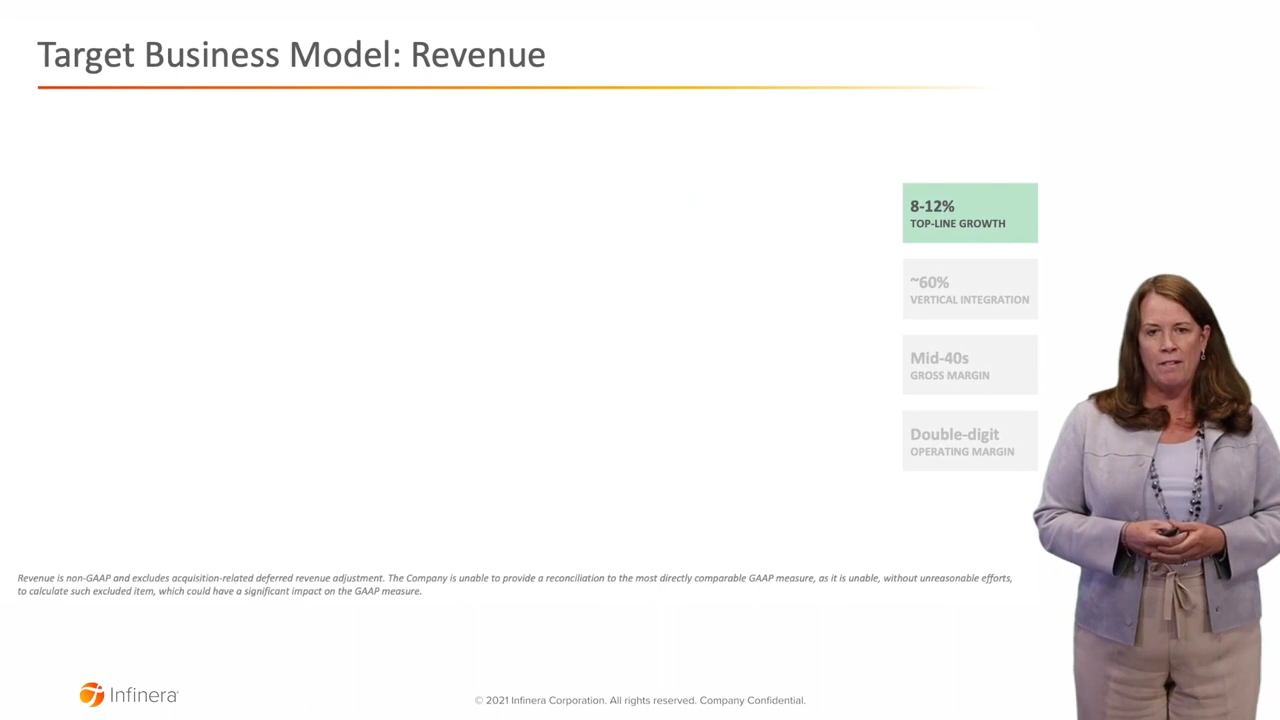 Target Business Model: Revenue
8-12%
TOP-LINE GROWTH
~60%
VERTICAL INTEGRATION
Mid-40s
GROSS MARGIN
Double-digit
OPERATING MARGIN
Revenue is non-GAAP and excludes acquisition-related deferred revenue adjustment. The Company is unable to provide a reconciliation to the most directly comparable GAAP measure, as it is unable, without unreasonable efforts,
to calculate such excluded item, which could have a significant impact on the GAAP measure.
Infinera
© 2021 Infinera Corporation. All rights reserved. Company Confidential.